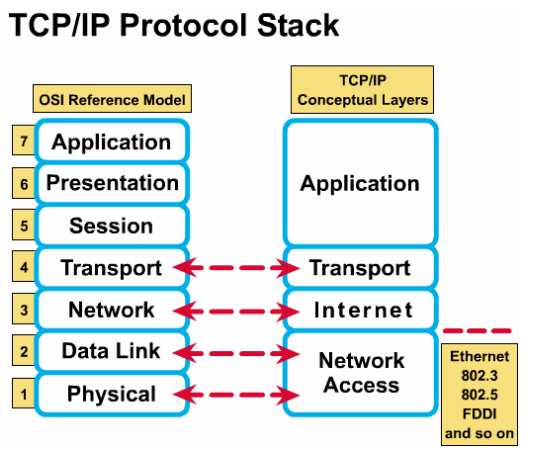 TCP/IP Protocol Stack
OSI Reference Model
TCP/IP
Conceptual Layers
7 Application
6 Presentation
5 Session
4 Transport
3 Network
2 Data Link
1 Physical
Application
Transport
Internet
Network
Access
Ethernet
802.3
802.5
FDDI
and so on